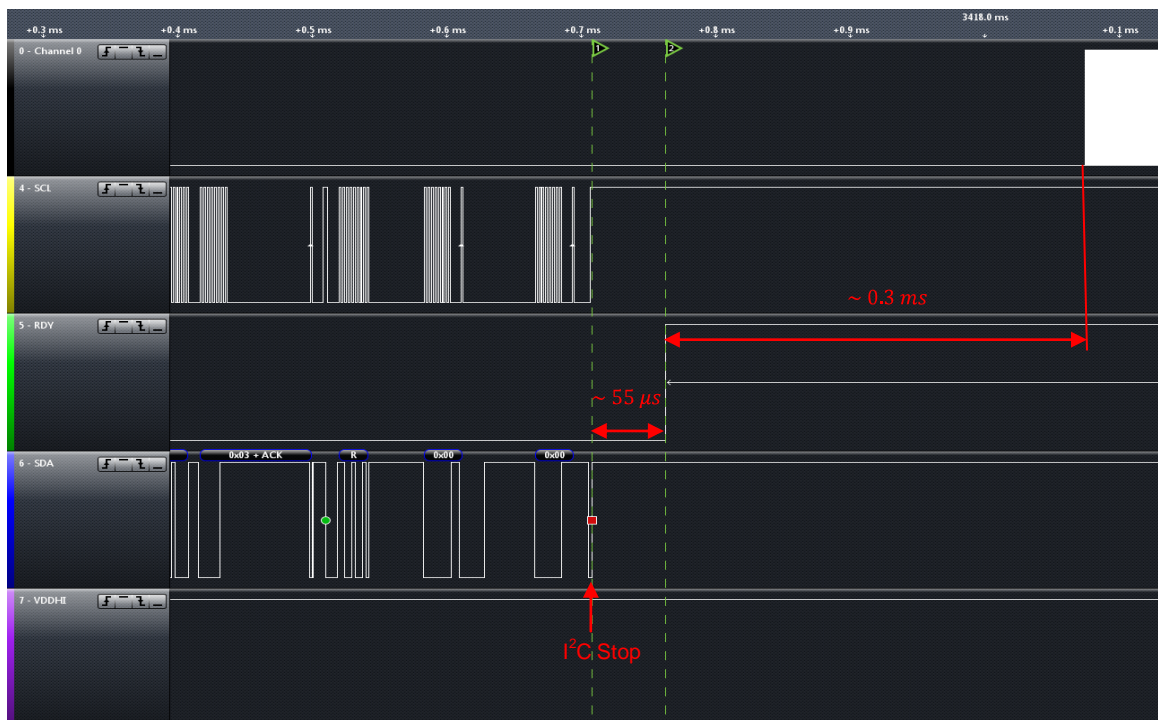 3418.0 ms
+0.3 ms +0.4 ms +0.5 ms +0.6 ms +0.7 ms +0.8 ms +0.9 ms +0.1 ms
0 - Channel 0
1 2
4 - SCL
~ 0.3 ms
5 - RDY
~ 55 μs
6 - SDA
0x03 + ACK R 0x00 0x00
7 - VDDHI
I²C Stop